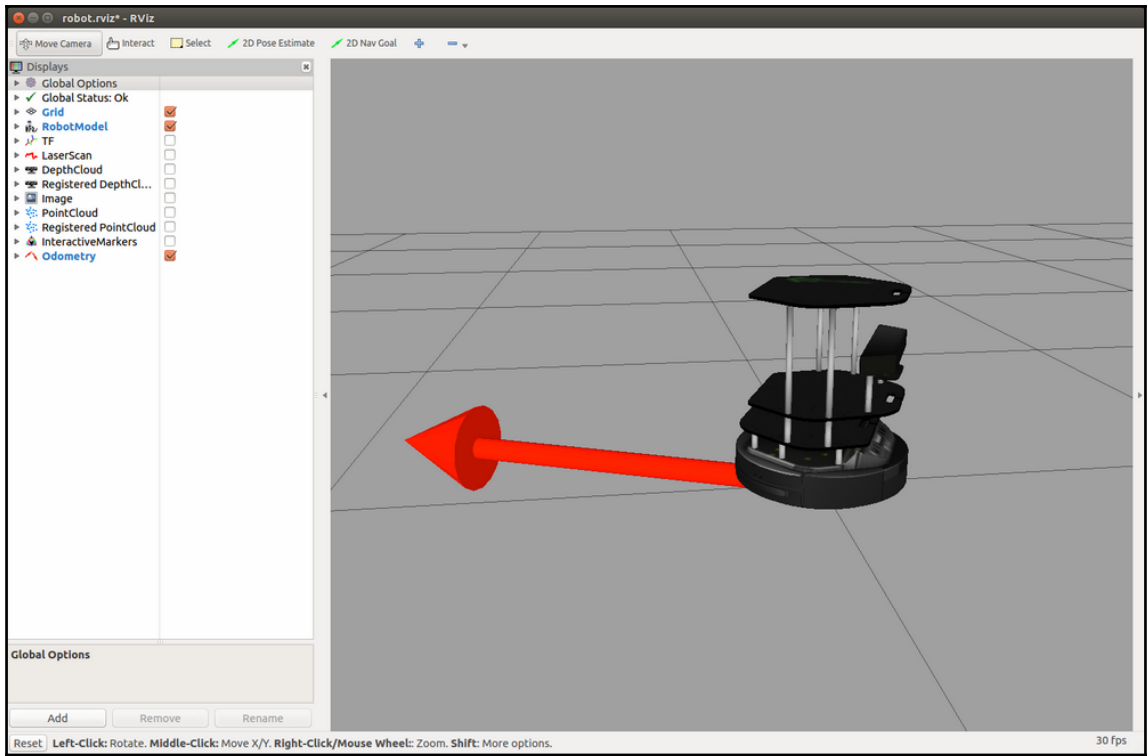 robot.rviz* - RViz
Move Camera Interact Select 2D Pose Estimate 2D Nav Goal
Displays
Global Options
Global Status: Ok
Grid
RobotModel
TF
LaserScan
DepthCloud
Registered DepthCl...
Image
PointCloud
Registered PointCloud
InteractiveMarkers
Odometry
Global Options
Add Remove Rename
Reset Left-Click: Rotate. Middle-Click: Move X/Y. Right-Click/Mouse Wheel:: Zoom. Shift: More options. 30 fps